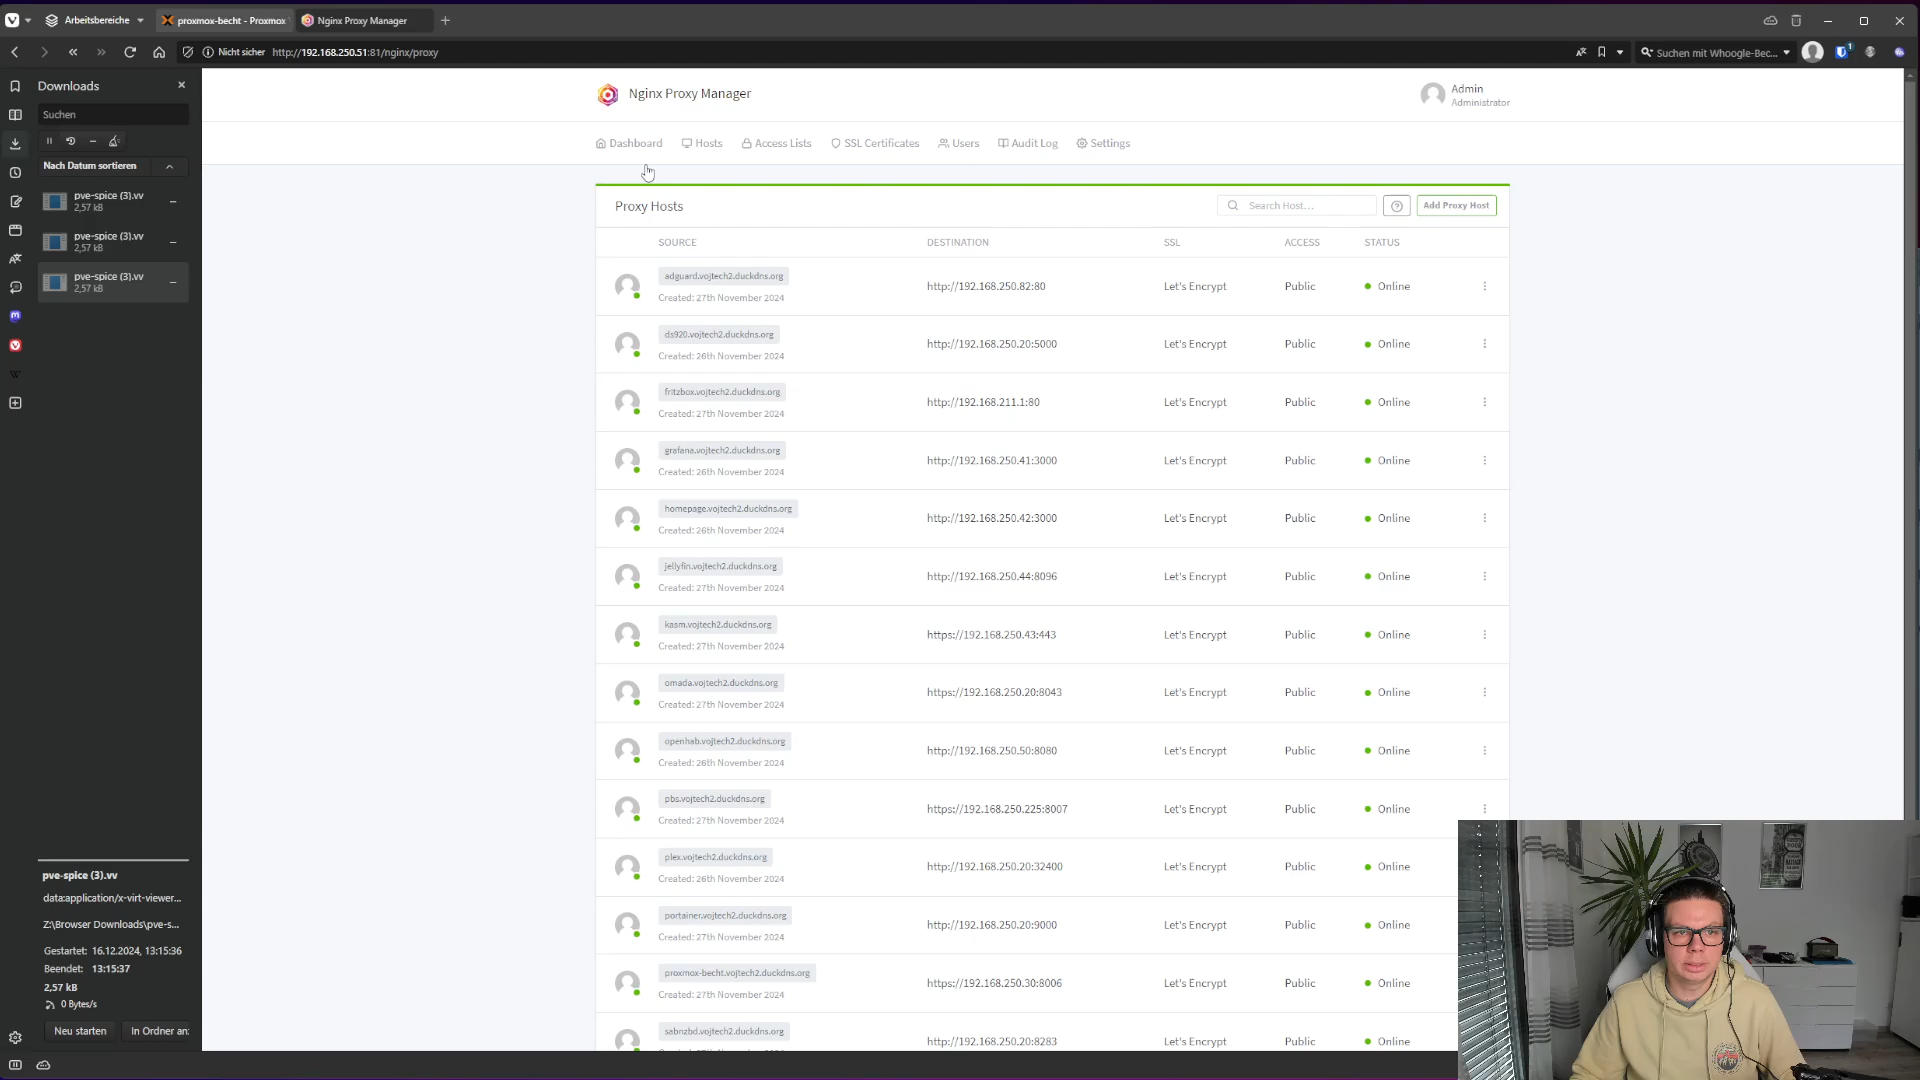 Arbeitsbereiche
proxmox-becht - Proxmox
Nginx Proxy Manager
Nicht sicher
http://192.168.250.51:81/nginx/proxy
Suchen mit Whoogle-Bec...
1
Downloads
Suchen
Nach Datum sortieren
pve-spice (3).vv
2,57 kB
pve-spice (3).vv
2,57 kB
pve-spice (3).vv
2,57 kB
pve-spice (3).vv
data:application/x-virt-viewer...
Z:\Browser Downloads\pve-s...
Gestartet: 16.12.2024, 13:15:36
Beendet: 13:15:37
2,57 kB
0 Bytes/s
Neu starten
In Ordner an:
Nginx Proxy Manager
Admin
Administrator
Dashboard
Hosts
Access Lists
SSL Certificates
Users
Audit Log
Settings
Proxy Hosts
Search Host...
Add Proxy Host
SOURCE DESTINATION SSL ACCESS STATUS
adguard.vojtech2.duckdns.org
Created: 27th November 2024
http://192.168.250.82:80 Let's Encrypt Public Online
ds920.vojtech2.duckdns.org
Created: 26th November 2024
http://192.168.250.20:5000 Let's Encrypt Public Online
fritzbox.vojtech2.duckdns.org
Created: 27th November 2024
http://192.168.211.1:80 Let's Encrypt Public Online
grafana.vojtech2.duckdns.org
Created: 26th November 2024
http://192.168.250.41:3000 Let's Encrypt Public Online
homepage.vojtech2.duckdns.org
Created: 26th November 2024
http://192.168.250.42:3000 Let's Encrypt Public Online
jellyfin.vojtech2.duckdns.org
Created: 27th November 2024
http://192.168.250.44:8096 Let's Encrypt Public Online
kasm.vojtech2.duckdns.org
Created: 27th November 2024
https://192.168.250.43:443 Let's Encrypt Public Online
omada.vojtech2.duckdns.org
Created: 27th November 2024
https://192.168.250.20:8043 Let's Encrypt Public Online
openhab.vojtech2.duckdns.org
Created: 26th November 2024
http://192.168.250.50:8080 Let's Encrypt Public Online
pbs.vojtech2.duckdns.org
Created: 27th November 2024
https://192.168.250.225:8007 Let's Encrypt Public Online
plex.vojtech2.duckdns.org
Created: 26th November 2024
http://192.168.250.20:32400 Let's Encrypt Public Online
portainer.vojtech2.duckdns.org
Created: 27th November 2024
http://192.168.250.20:9000 Let's Encrypt Public Online
proxmox-becht.vojtech2.duckdns.org
Created: 27th November 2024
https://192.168.250.30:8006 Let's Encrypt Public Online
sabnzbd.vojtech2.duckdns.org
http://192.168.250.20:8283 Let's Encrypt Public Online